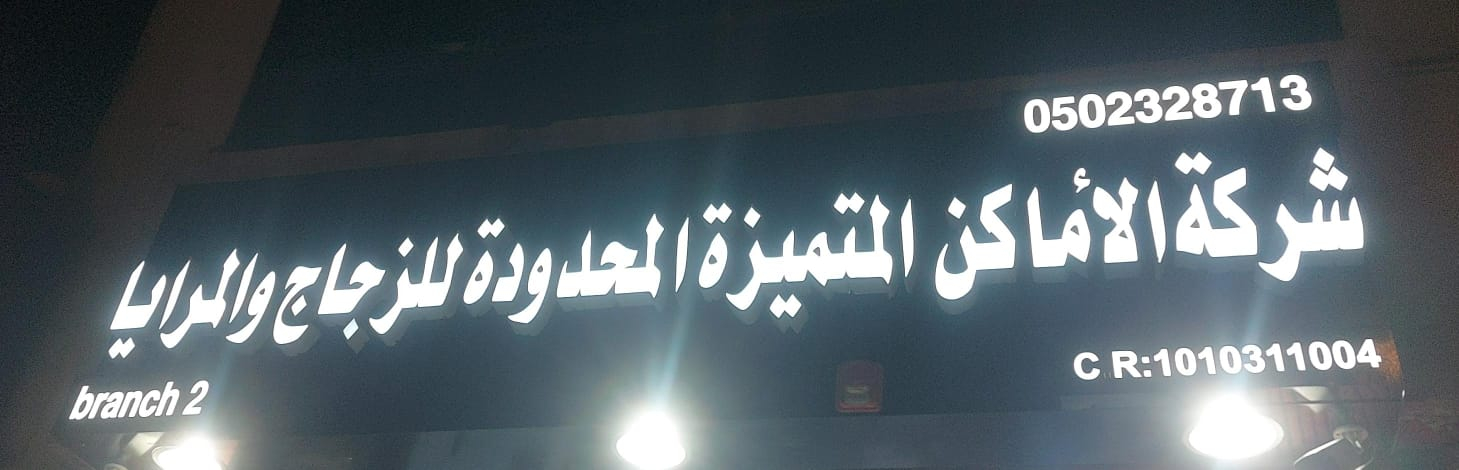 0502328713
شركة الأماكن المتميزة المحدودة للزجاج والمرايا
C R:1010311004
branch 2